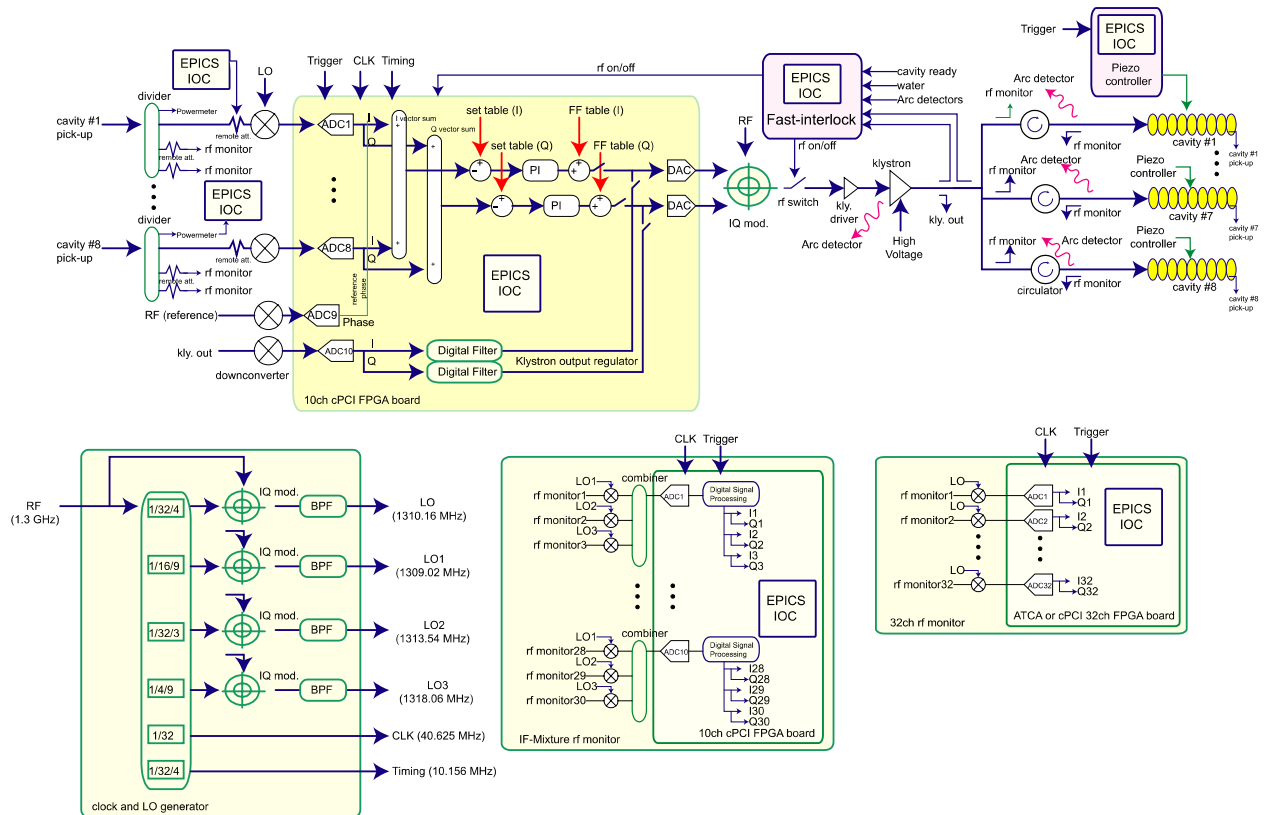 Trigger
EPICS
IOC
Piezo
controller
EPICS
IOC
LO
Trigger
CLK
Timing
rf on/off
EPICS
IOC
Fast-interlock
cavity ready
water
Arc detectors
divider
Powermeter
cavity #1
pick-up
remote att.
rf monitor
remote att.
rf monitor
EPICS
IOC
divider
Powermeter
cavity #8
pick-up
remote att.
rf monitor
remote att.
rf monitor
RF (reference)
kly. out
downconverter
ADC1
I
Q
I vector sum
+
+
Q vector sum
+
+
set table (I)
set table (Q)
FF table (I)
FF table (Q)
+
-
PI
+
+
-
PI
+
DAC
DAC
ADC8
I
Q
reference
phase
ADC9
Phase
ADC10
I
Q
Digital Filter
Digital Filter
Klystron output regulator
EPICS
IOC
10ch cPCI FPGA board
RF
IQ mod.
rf on/off
rf switch
kly.
driver
klystron
Arc detector
High
Voltage
kly. out
rf monitor
Arc detector
rf monitor
cavity #1
cavity #1
pick-up
rf monitor
Arc detector
rf monitor
Piezo
controller
cavity #7
cavity #7
pick-up
rf monitor
Arc detector
circulator
rf monitor
Piezo
controller
cavity #8
cavity #8
pick-up
RF
(1.3 GHz)
1/32/4
IQ mod.
BPF
LO
(1310.16 MHz)
1/16/9
IQ mod.
BPF
LO1
(1309.02 MHz)
1/32/3
IQ mod.
BPF
LO2
(1313.54 MHz)
1/4/9
IQ mod.
BPF
LO3
(1318.06 MHz)
1/32
CLK (40.625 MHz)
1/32/4
Timing (10.156 MHz)
clock and LO generator
CLK
Trigger
LO1
rf monitor1
LO2
rf monitor2
LO3
rf monitor3
combiner
ADC1
Digital Signal
Processing
I1
Q1
I2
Q2
I3
Q3
EPICS
IOC
LO1
rf monitor28
LO2
rf monitor29
LO3
rf monitor30
combiner
ADC10
Digital Signal
Processing
I28
Q28
I29
Q29
I30
Q30
10ch cPCI FPGA board
IF-Mixture rf monitor
CLK
Trigger
LO
rf monitor1
ADC1
I1
Q1
LO
rf monitor2
ADC2
I2
Q2
EPICS
IOC
LO
rf monitor32
ADC32
I32
Q32
ATCA or cPCI 32ch FPGA board
32ch rf monitor